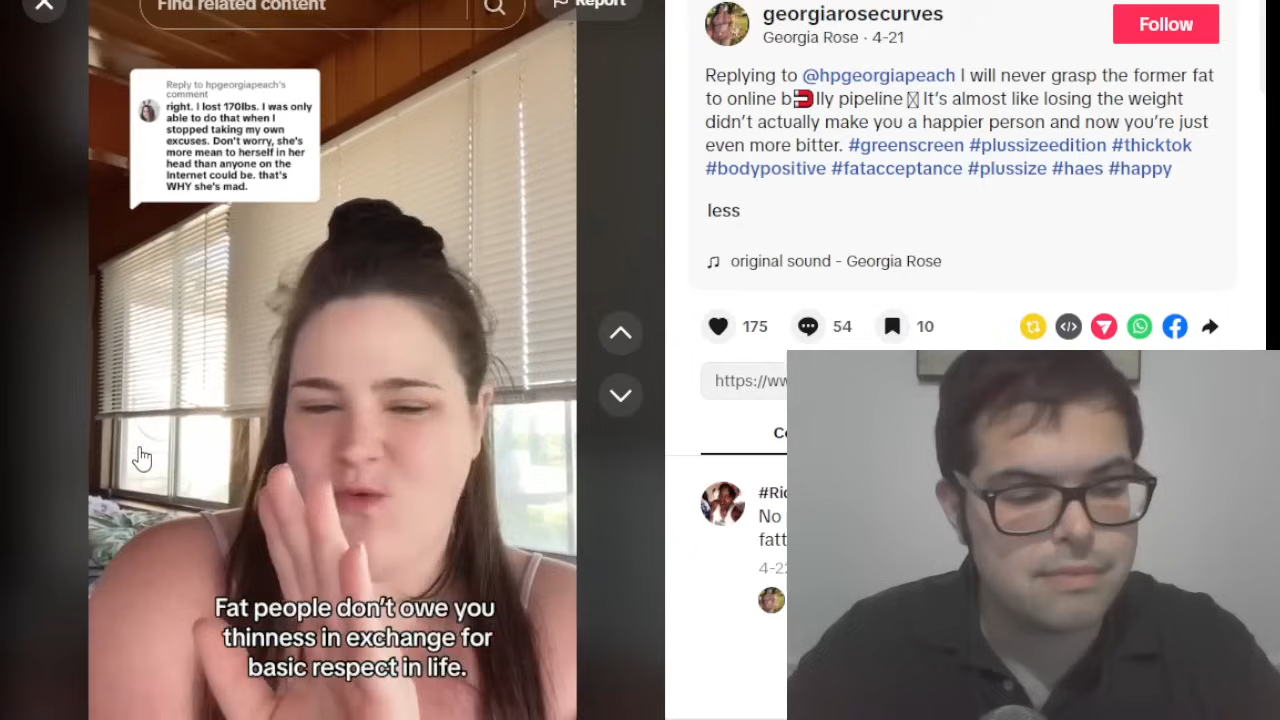 Find related content
Report
Reply to hpgeorgiapeach's
comment
right. I lost 170lbs. I was only
able to do that when I
stopped taking my own
excuses. Don't worry, she's
more mean to herself in her
head than anyone on the
Internet could be. that's
WHY she's mad.
Fat people don't owe you
thinness in exchange for
basic respect in life.
georgiarosecurves
Georgia Rose · 4-21
Follow
Replying to @hpgeorgiapeach I will never grasp the former fat
to online b🧲lly pipeline It's almost like losing the weight
didn't actually make you a happier person and now you're just
even more bitter. #greenscreen #plussizeedition #thicktok
#bodypositive #fatacceptance #plussize #haes #happy
less
original sound - Georgia Rose
175
54
10
https://ww
#Ric
No
fatt